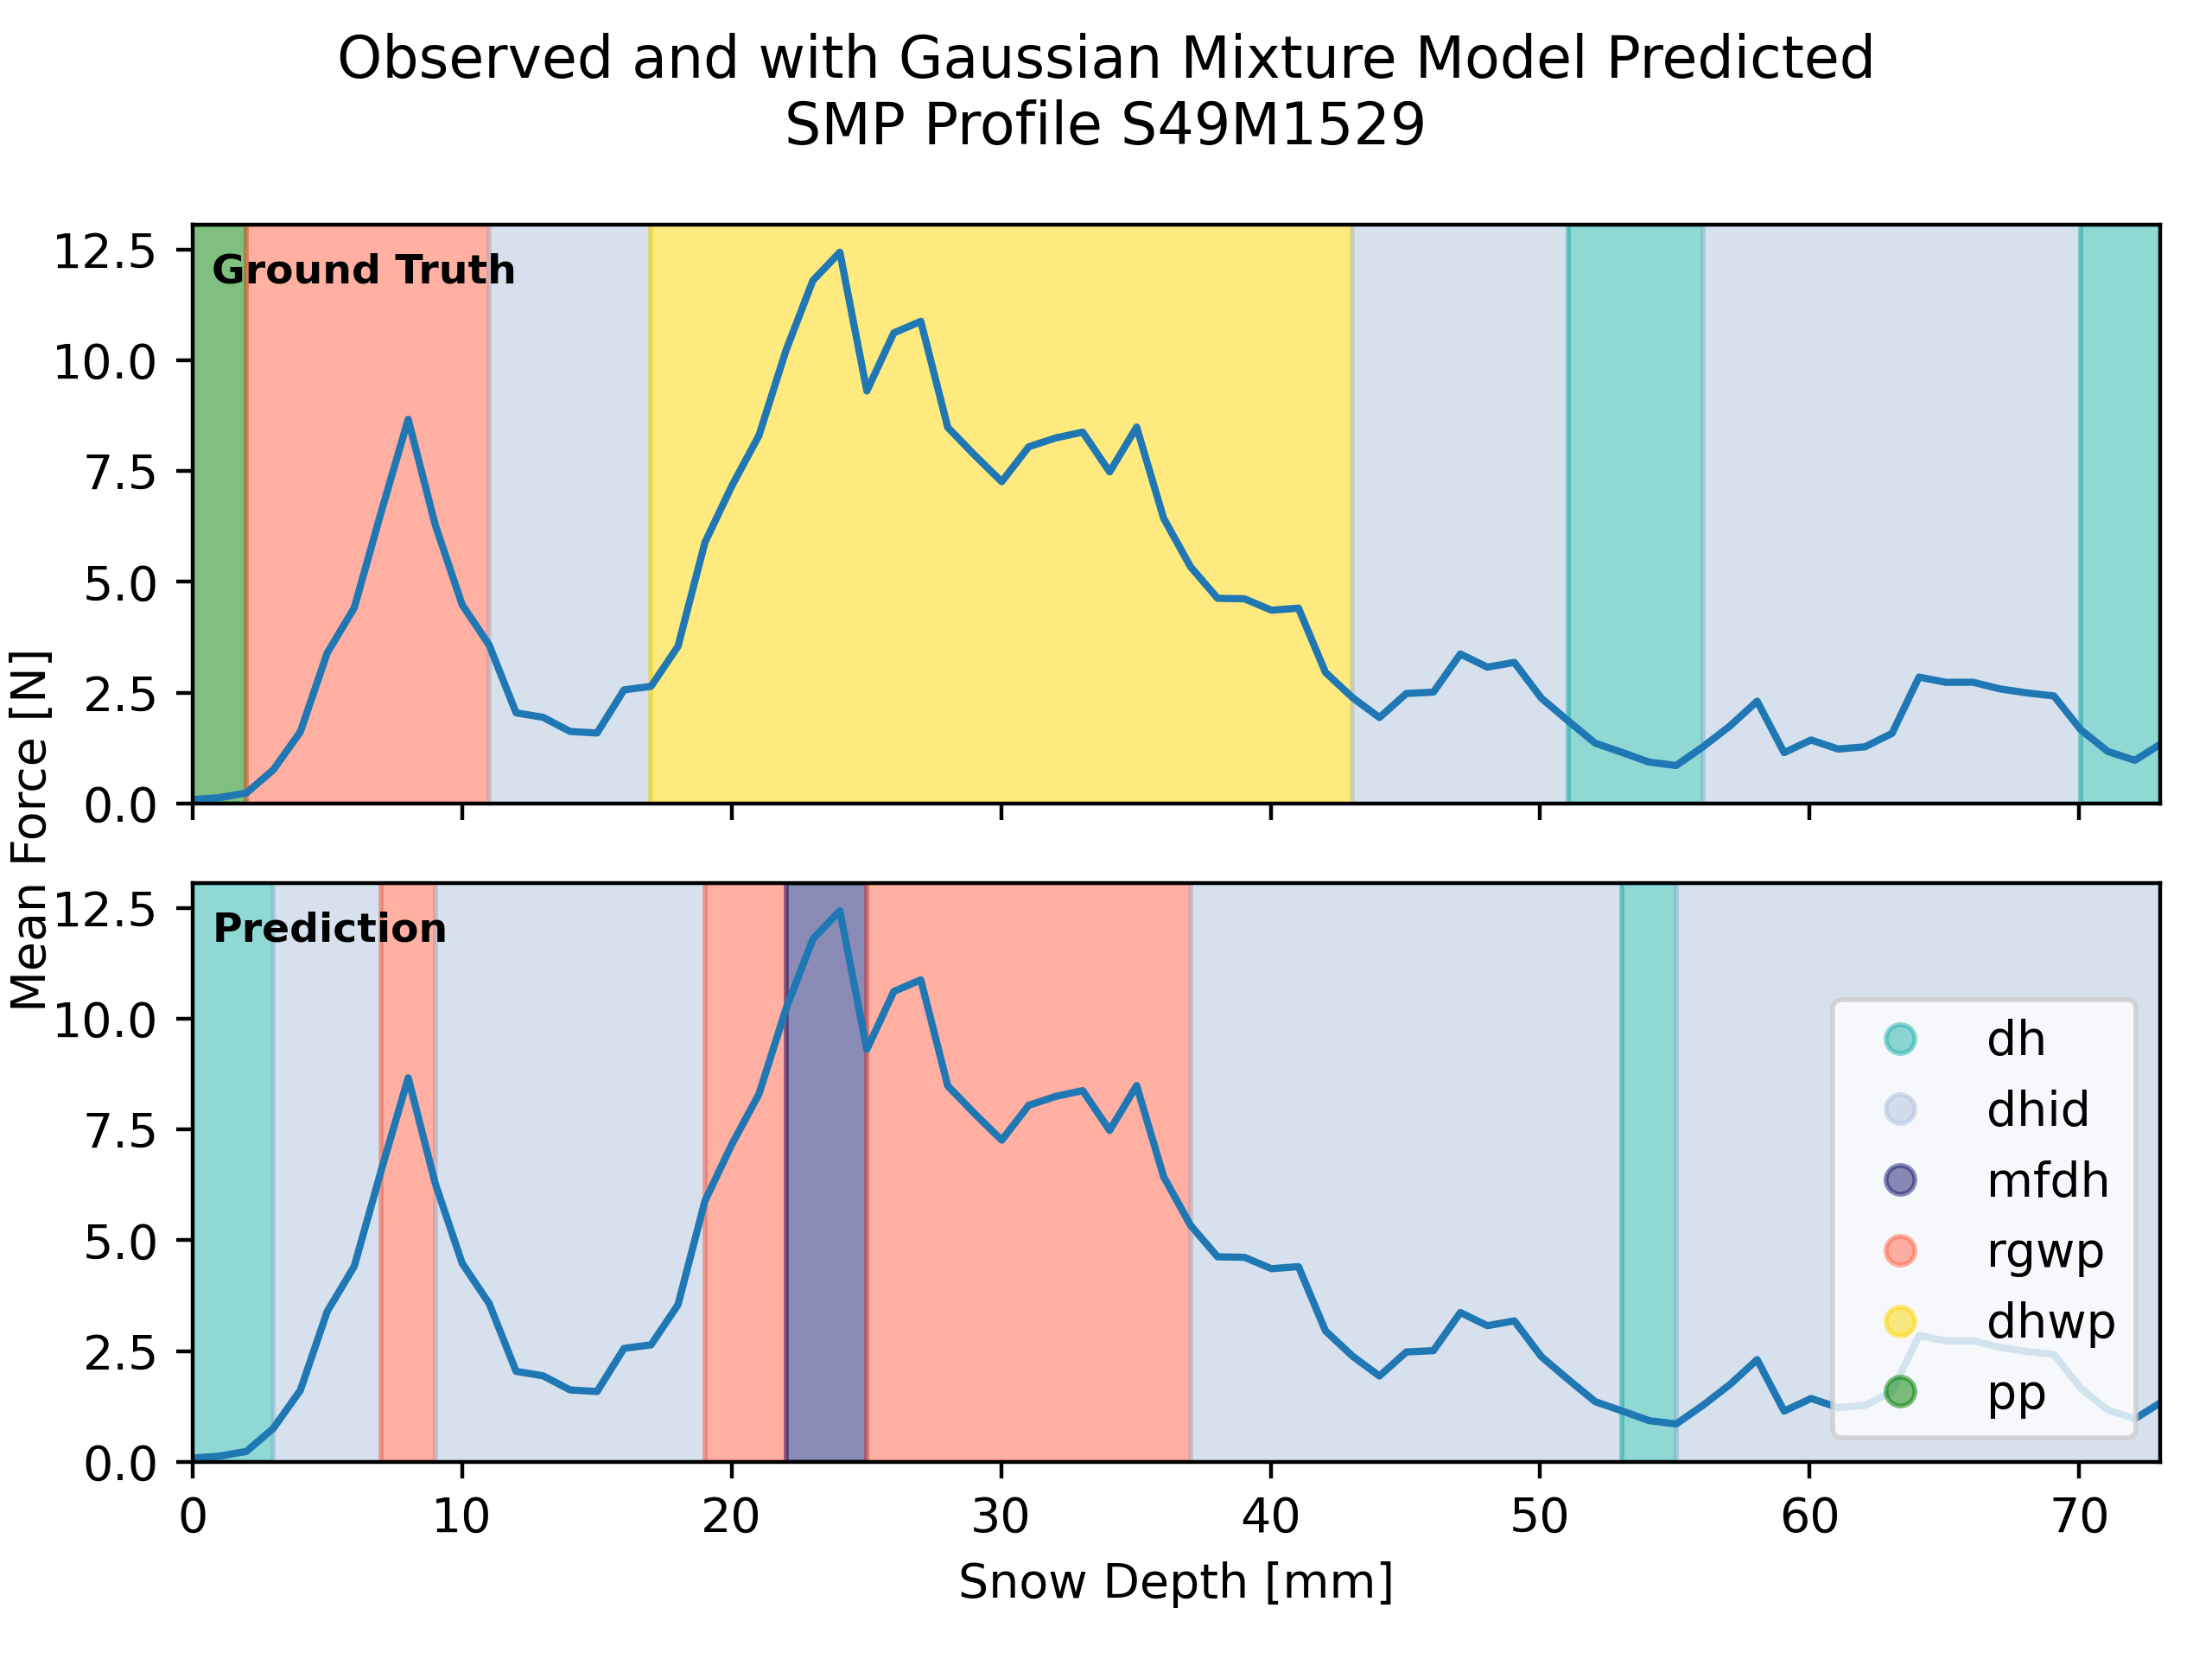 Observed and with Gaussian Mixture Model Predicted
SMP Profile S49M1529
Mean Force [N]
12.5
10.0
7.5
5.0
2.5
0.0
Ground Truth
12.5
10.0
7.5
5.0
2.5
0.0
Prediction
dh
dhid
mfdh
rgwp
dhwp
pp
0 10 20 30 40 50 60 70
Snow Depth [mm]